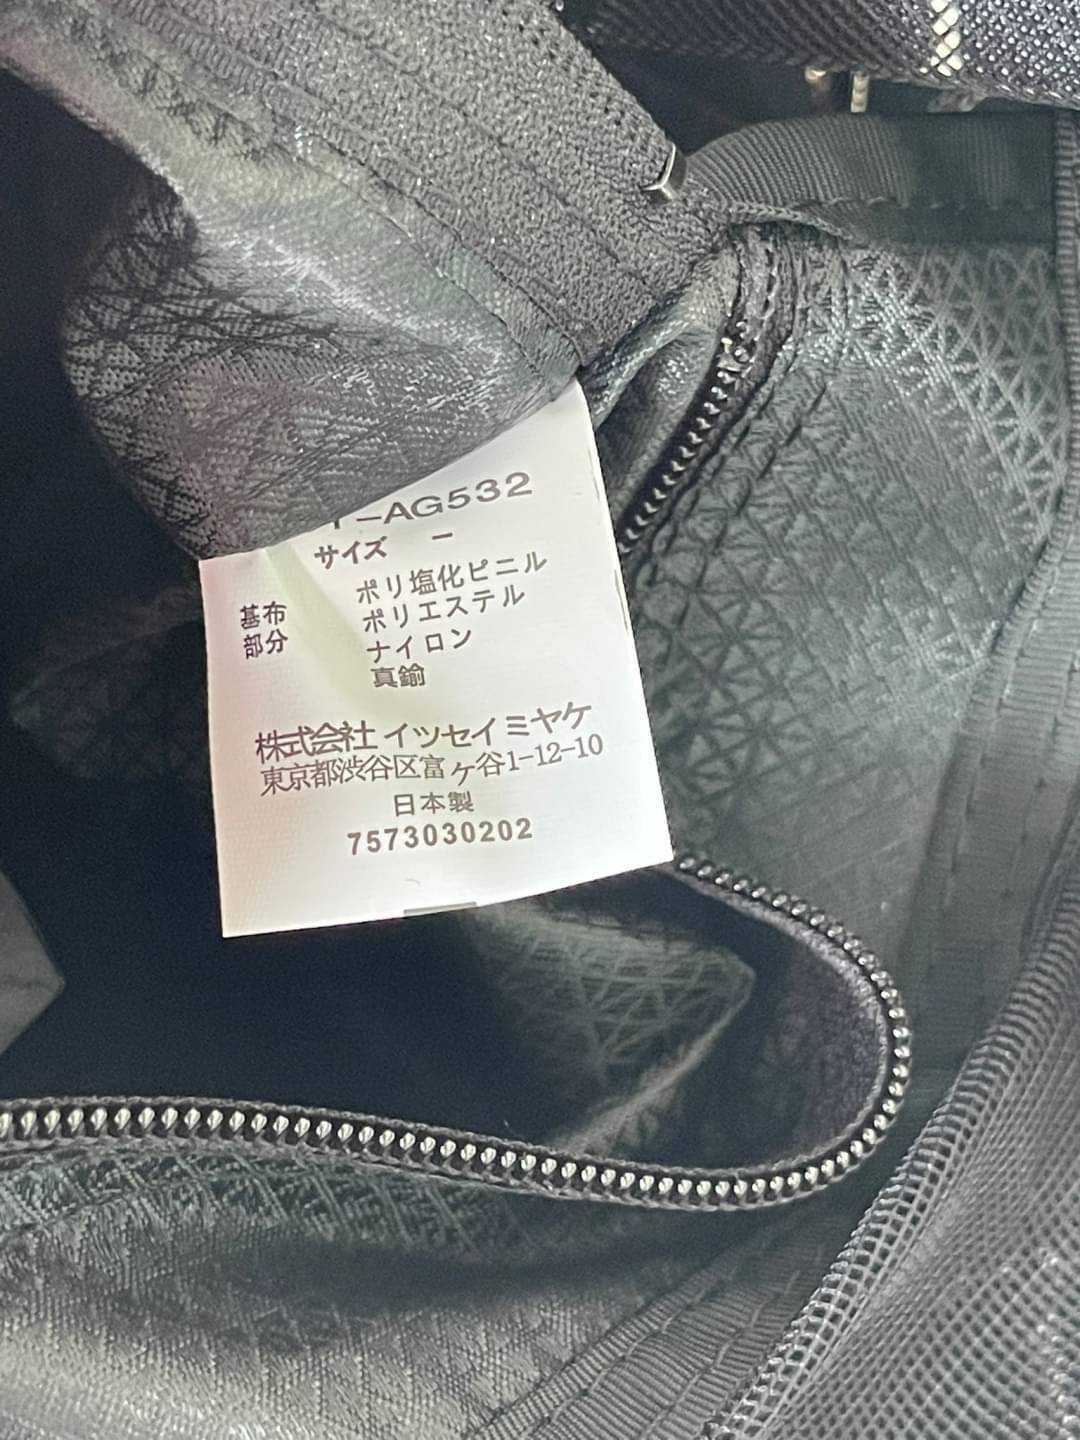 -AG532
サイズ ー
ポリ塩化ビニル
基布 ポリエステル
部分 ナイロン
真鍮
株式会社 イッセイミヤケ
東京都渋谷区富ヶ谷1-12-10
日本製
7573030202